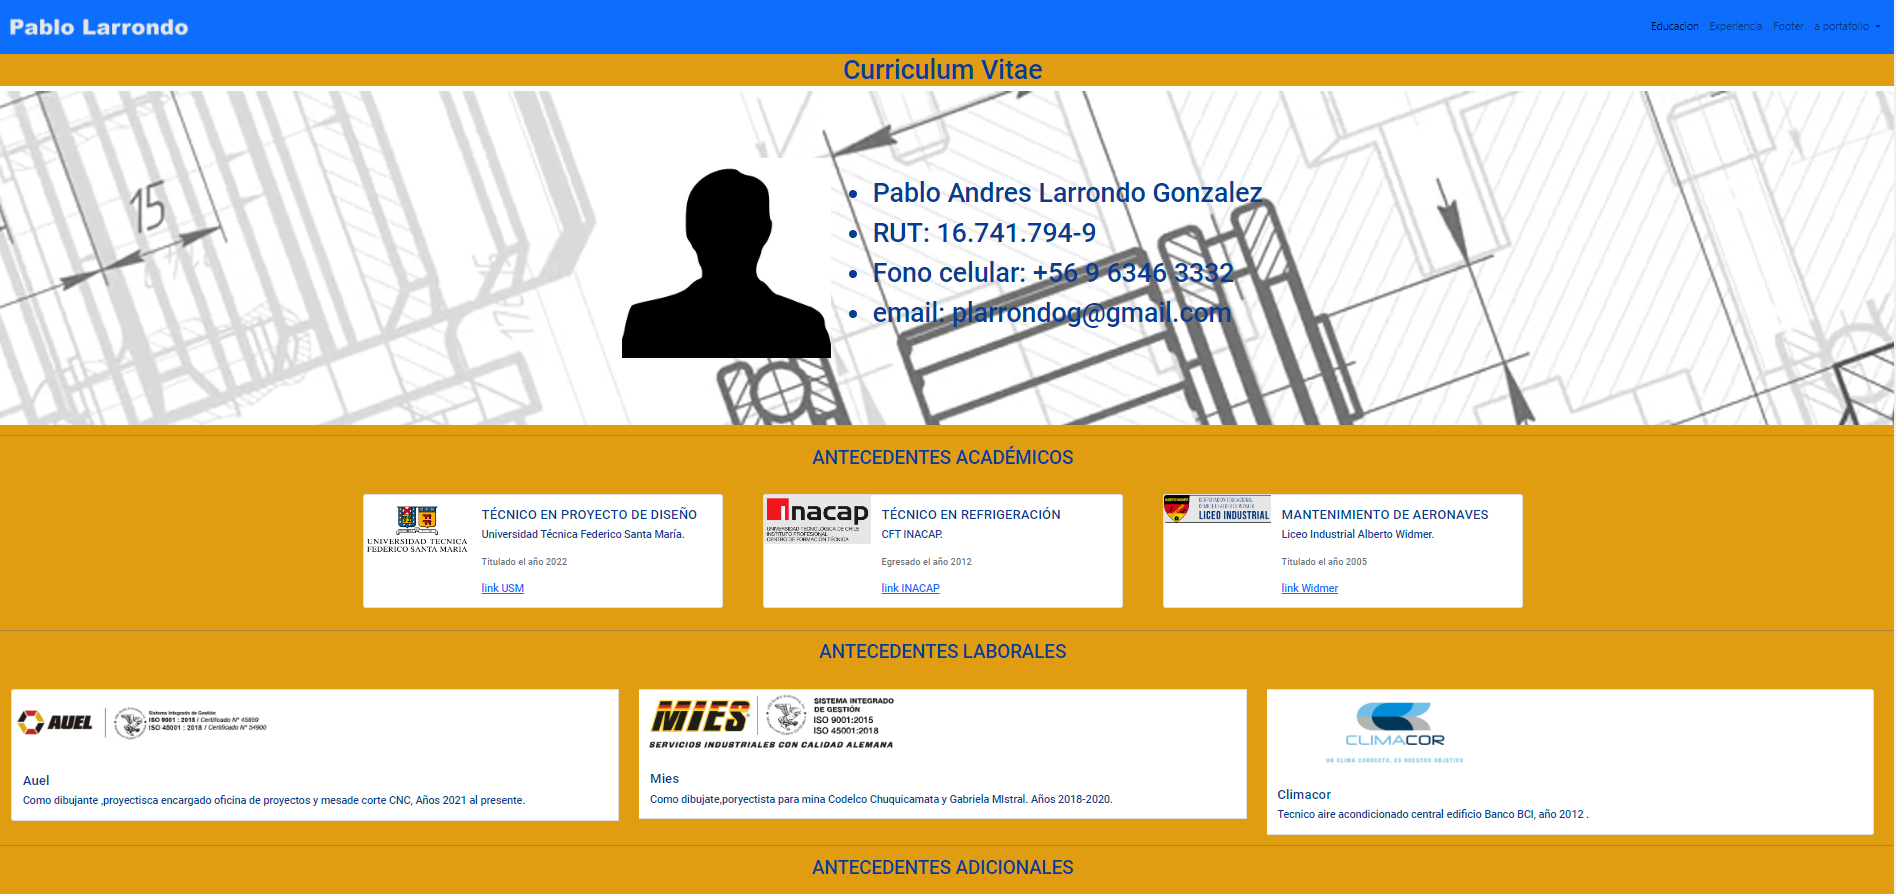 Pablo Larrondo
Educacion Experiencia Footer a portafolio
Curriculum Vitae
15
Pablo Andres Larrondo Gonzalez
RUT: 16.741.794-9
Fono celular: +56 9 6346 3332
email: plarrondog@gmail.com
ANTECEDENTES ACADÉMICOS
UNIVERSIDAD TECNICA
FEDERICO SANTA MARIA
TÉCNICO EN PROYECTO DE DISEÑO
Universidad Técnica Federico Santa María.
Titulado el año 2022
link USM
inacap
UNIVERSIDAD TECNOLÓGICA DE CHILE
INSTITUTO PROFESIONAL
CENTRO DE FORMACIÓN TÉCNICA
TÉCNICO EN REFRIGERACIÓN
CFT INACAP.
Egresado el año 2012
link INACAP
CORPORACION EDUCACIONAL
LICEO INDUSTRIAL
MANTENIMIENTO DE AERONAVES
Liceo Industrial Alberto Widmer.
Titulado el año 2005
link Widmer
ANTECEDENTES LABORALES
AUEL
Sistema Integrado de Gestión
ISO 9001 : 2015 / Certificado N° 45859
ISO 45001 : 2018 / Certificado N° 54900
Auel
Como dibujante ,proyectisca encargado oficina de proyectos y mesade corte CNC, Años 2021 al presente.
MIES
SISTEMA INTEGRADO
DE GESTIÓN
ISO 9001:2015
ISO 45001:2018
SERVICIOS INDUSTRIALES CON CALIDAD ALEMANA
Mies
Como dibujate,poryectista para mina Codelco Chuquicamata y Gabriela MIstral. Años 2018-2020.
CLIMACOR
UN CLIMA CORRECTO, ES NUESTRO OBJETIVO
Climacor
Tecnico aire acondicionado central edificio Banco BCI, año 2012 .
ANTECEDENTES ADICIONALES